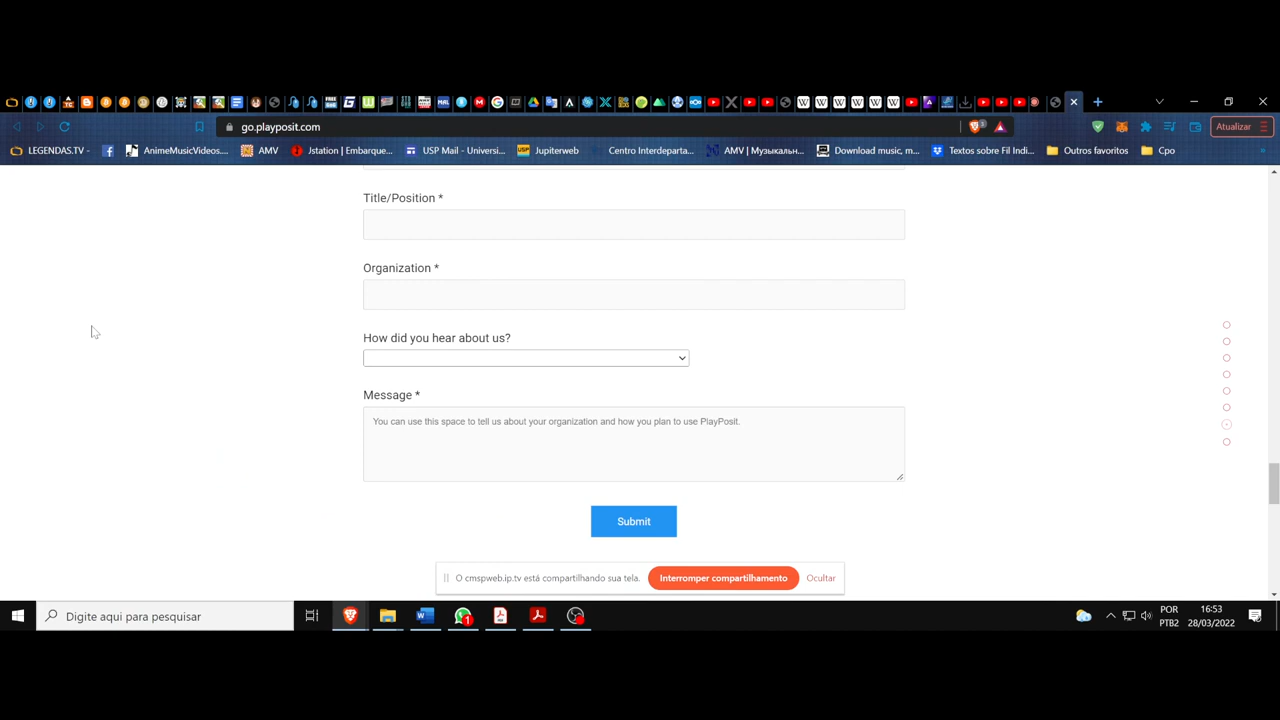 go.playposit.com
Atualizar
LEGENDAS.TV -
AnimeMusicVideos....
AMV
Jstation | Embarque...
USP Mail - Universi...
Jupiterweb
Centro Interdeparta...
AMV | Музыкальн...
Download music, m...
Textos sobre Fil Indi...
Outros favoritos
Cpo
Title/Position *
Organization *
How did you hear about us?
Message *
You can use this space to tell us about your organization and how you plan to use PlayPosit.
Submit
O cmspweb.ip.tv está compartilhando sua tela.
Interromper compartilhamento
Ocultar
Digite aqui para pesquisar
POR
PTB2
16:53
28/03/2022